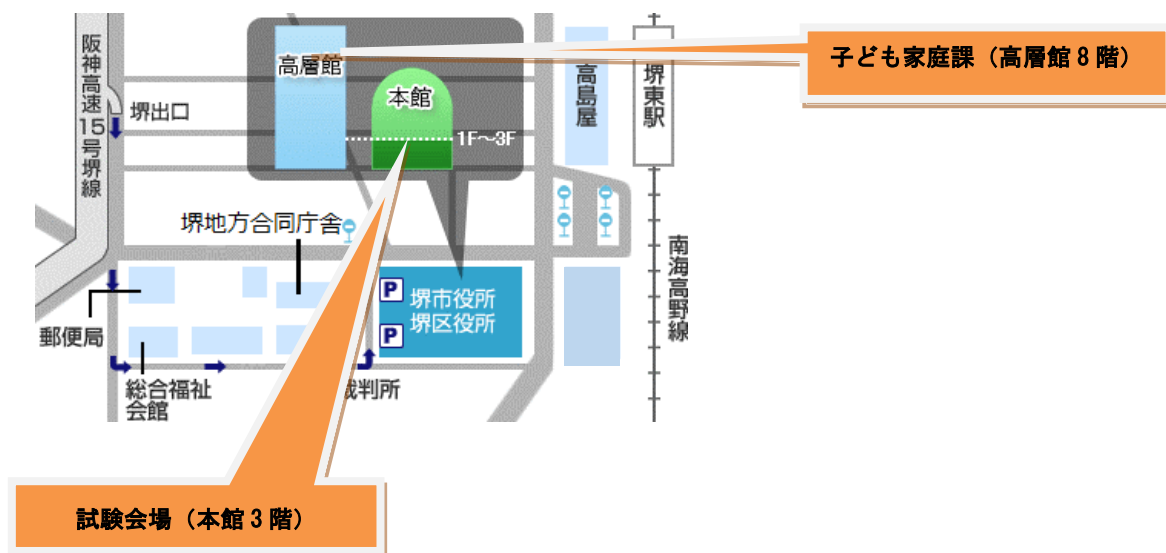 子ども家庭課（高層館8階）
阪神高速15号堺線
高層館
本館
堺出口
1F～3F
高島屋
堺東駅
堺地方合同庁舎
南海高野線
P
堺市役所
堺区役所
P
郵便局
総合福祉
会館
判所
試験会場（本館3階）